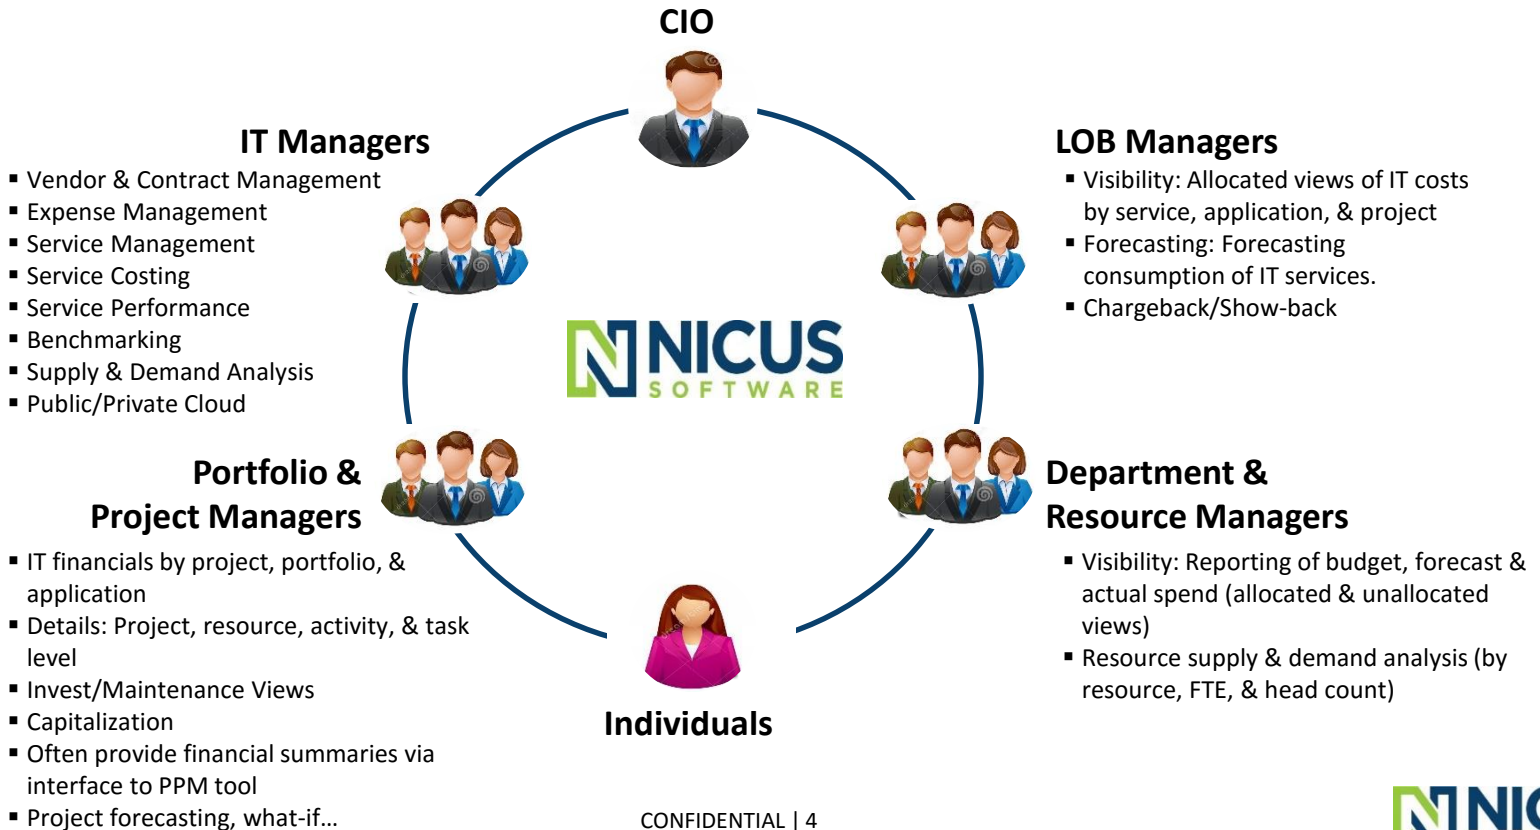 CIO
IT Managers
▪ Vendor & Contract Management
▪ Expense Management
▪ Service Management
▪ Service Costing
▪ Service Performance
▪ Benchmarking
▪ Supply & Demand Analysis
▪ Public/Private Cloud
LOB Managers
▪ Visibility: Allocated views of IT costs
by service, application, & project
▪ Forecasting: Forecasting
consumption of IT services.
▪ Chargeback/Show-back
NICUS
SOFTWARE
Portfolio &
Project Managers
▪ IT financials by project, portfolio, &
application
▪ Details: Project, resource, activity, & task
level
▪ Invest/Maintenance Views
▪ Capitalization
▪ Often provide financial summaries via
interface to PPM tool
▪ Project forecasting, what-if…
Department &
Resource Managers
▪ Visibility: Reporting of budget, forecast &
actual spend (allocated & unallocated
views)
▪ Resource supply & demand analysis (by
resource, FTE, & head count)
Individuals
CONFIDENTIAL | 4